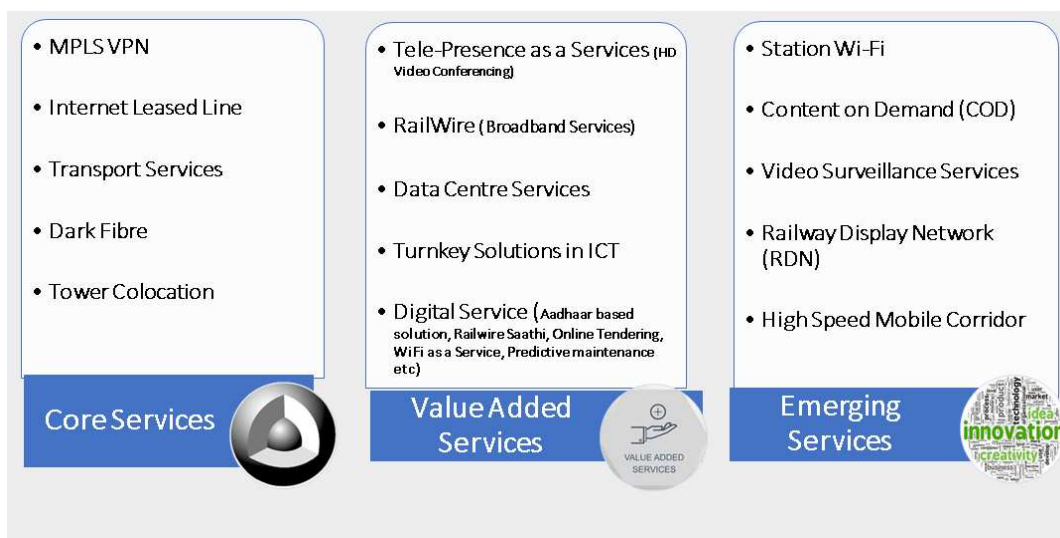 • MPLS VPN
• Internet Leased Line
• Transport Services
• Dark Fibre
• Tower Colocation
Core Services
• Tele-Presence as a Services (HD
Video Conferencing)
• RailWire (Broadband Services)
• Data Centre Services
• Turnkey Solutions in ICT
• Digital Service (Aadhaar based
solution, Railwire Saathi, Online Tendering,
WiFi as a Service, Predictive maintenance
etc)
Value Added
Services
VALUE ADDED
SERVICES
• Station Wi-Fi
• Content on Demand (COD)
• Video Surveillance Services
• Railway Display Network
(RDN)
• High Speed Mobile Corridor
Emerging
Services
market
technology
product
idea
innovation
creativity
business